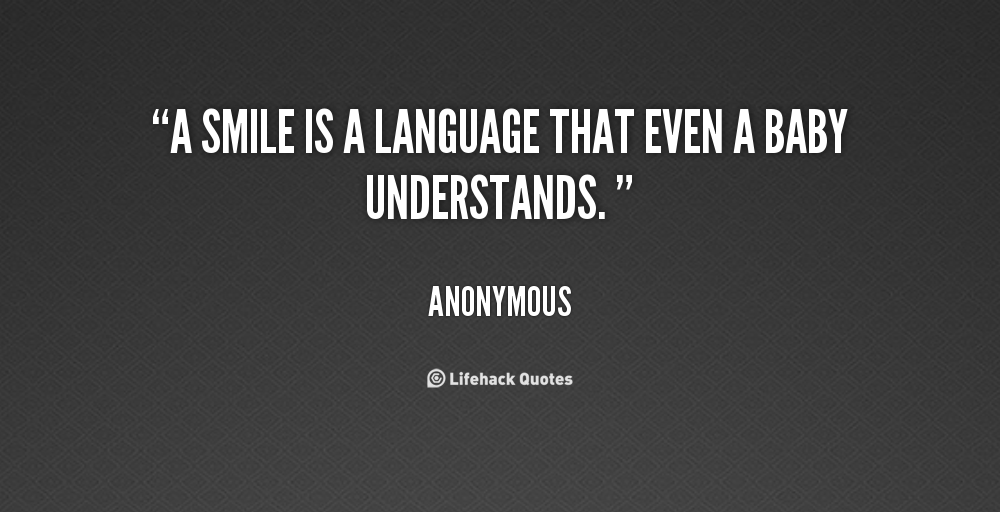 “A SMILE IS A LANGUAGE THAT EVEN A BABY
UNDERSTANDS. ”
ANONYMOUS
Lifehack Quotes